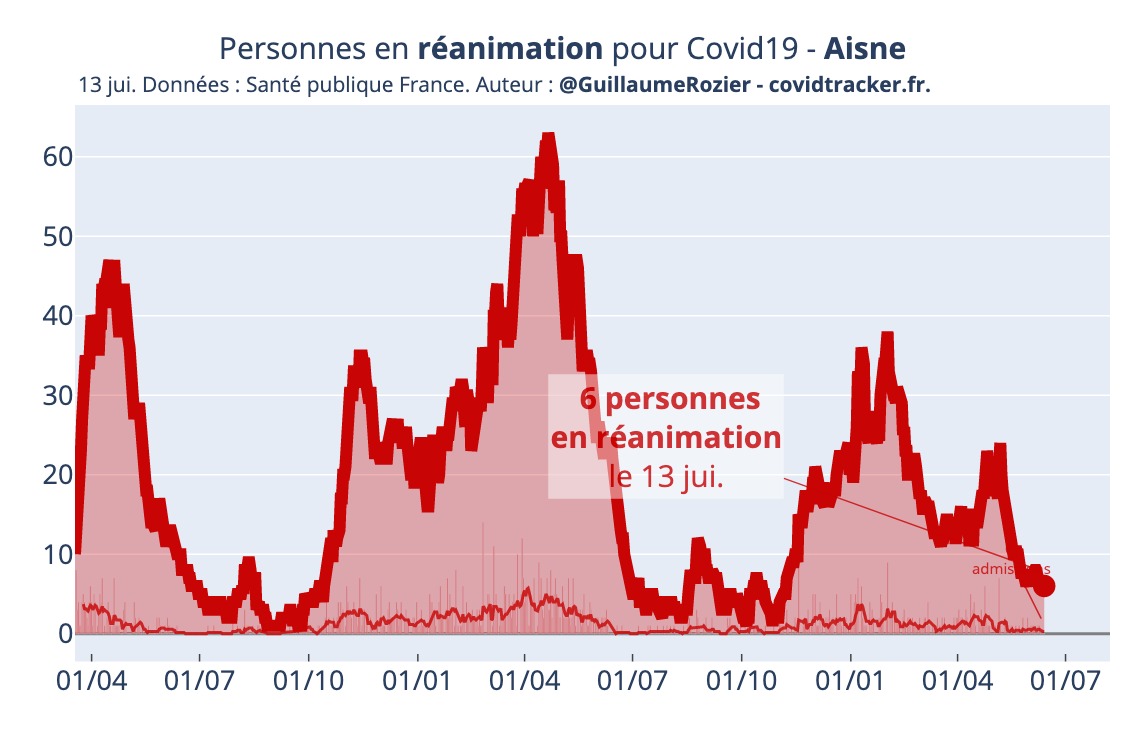 Personnes en réanimation pour Covid19 - Aisne
13 jui. Données : Santé publique France. Auteur : @GuillaumeRozier - covidtracker.fr.
60
50
40
30
20
10
0
6 personnes
en réanimation
le 13 jui.
admissions
01/04 01/07 01/10 01/01 01/04 01/07 01/10 01/01 01/04 01/07